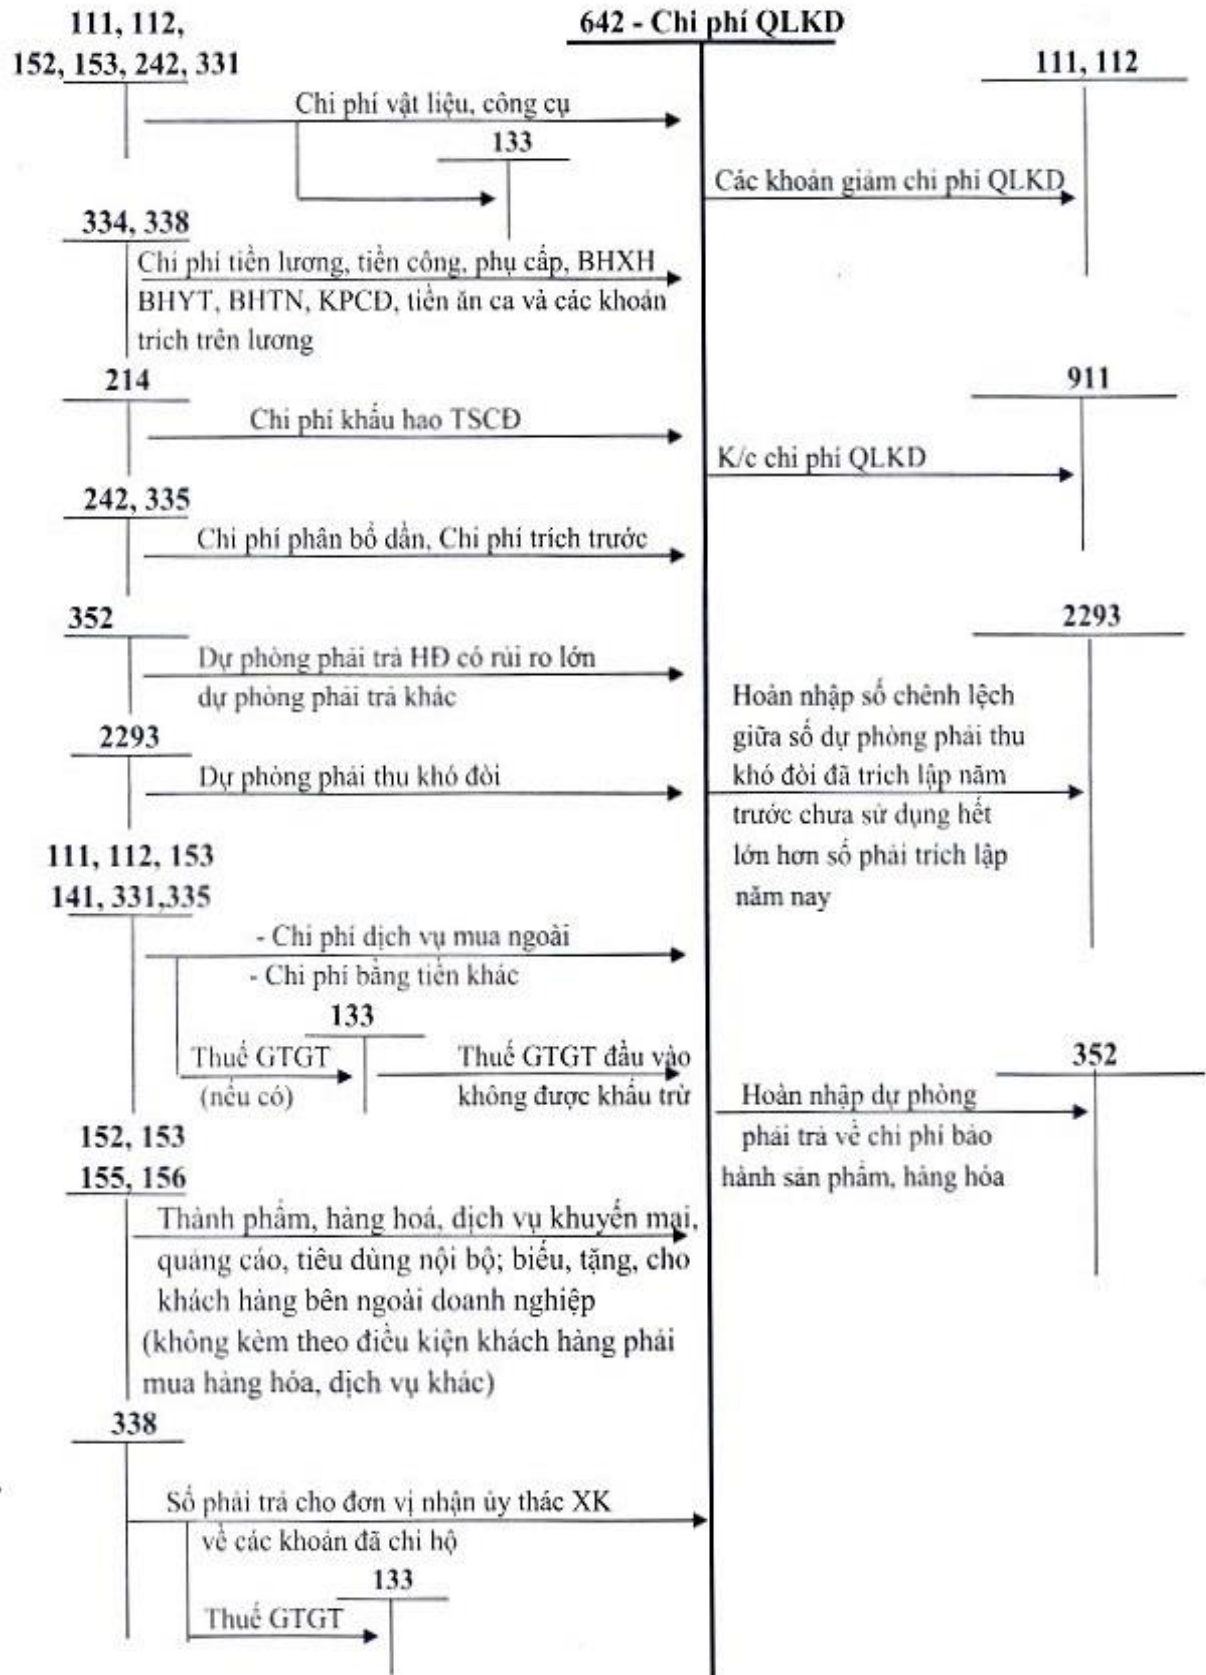 111, 112,
152, 153, 242, 331
642 - Chi phí QLKD
111, 112
Chi phí vật liệu, công cụ
133
Các khoản giảm chi phí QLKD
334, 338
Chi phí tiền lương, tiền công, phụ cấp, BHXH
BHYT, BHTN, KPCĐ, tiền ăn ca và các khoản
trích trên lương
214
Chi phí khấu hao TSCĐ
911
K/c chi phí QLKD
242, 335
Chi phí phân bổ dần, Chi phí trích trước
352
Dự phòng phải trả HĐ có rủi ro lớn
dự phòng phải trả khác
2293
Hoàn nhập số chênh lệch
giữa số dự phòng phải thu
khó đòi đã trích lập năm
trước chưa sử dụng hết
lớn hơn số phải trích lập
năm nay
2293
Dự phòng phải thu khó đòi
111, 112, 153
141, 331,335
- Chi phí dịch vụ mua ngoài
- Chi phí bằng tiền khác
133
Thuế GTGT
(nếu có)
Thuế GTGT đầu vào
không được khấu trừ
352
Hoàn nhập dự phòng
phải trả về chi phí bảo
hành sản phẩm, hàng hóa
152, 153
155, 156
Thành phẩm, hàng hoá, dịch vụ khuyến mại,
quảng cáo, tiêu dùng nội bộ; biếu, tặng, cho
khách hàng bên ngoài doanh nghiệp
(không kèm theo điều kiện khách hàng phải
mua hàng hóa, dịch vụ khác)
338
Số phải trả cho đơn vị nhận ủy thác XK
về các khoản đã chi hộ
133
Thuế GTGT